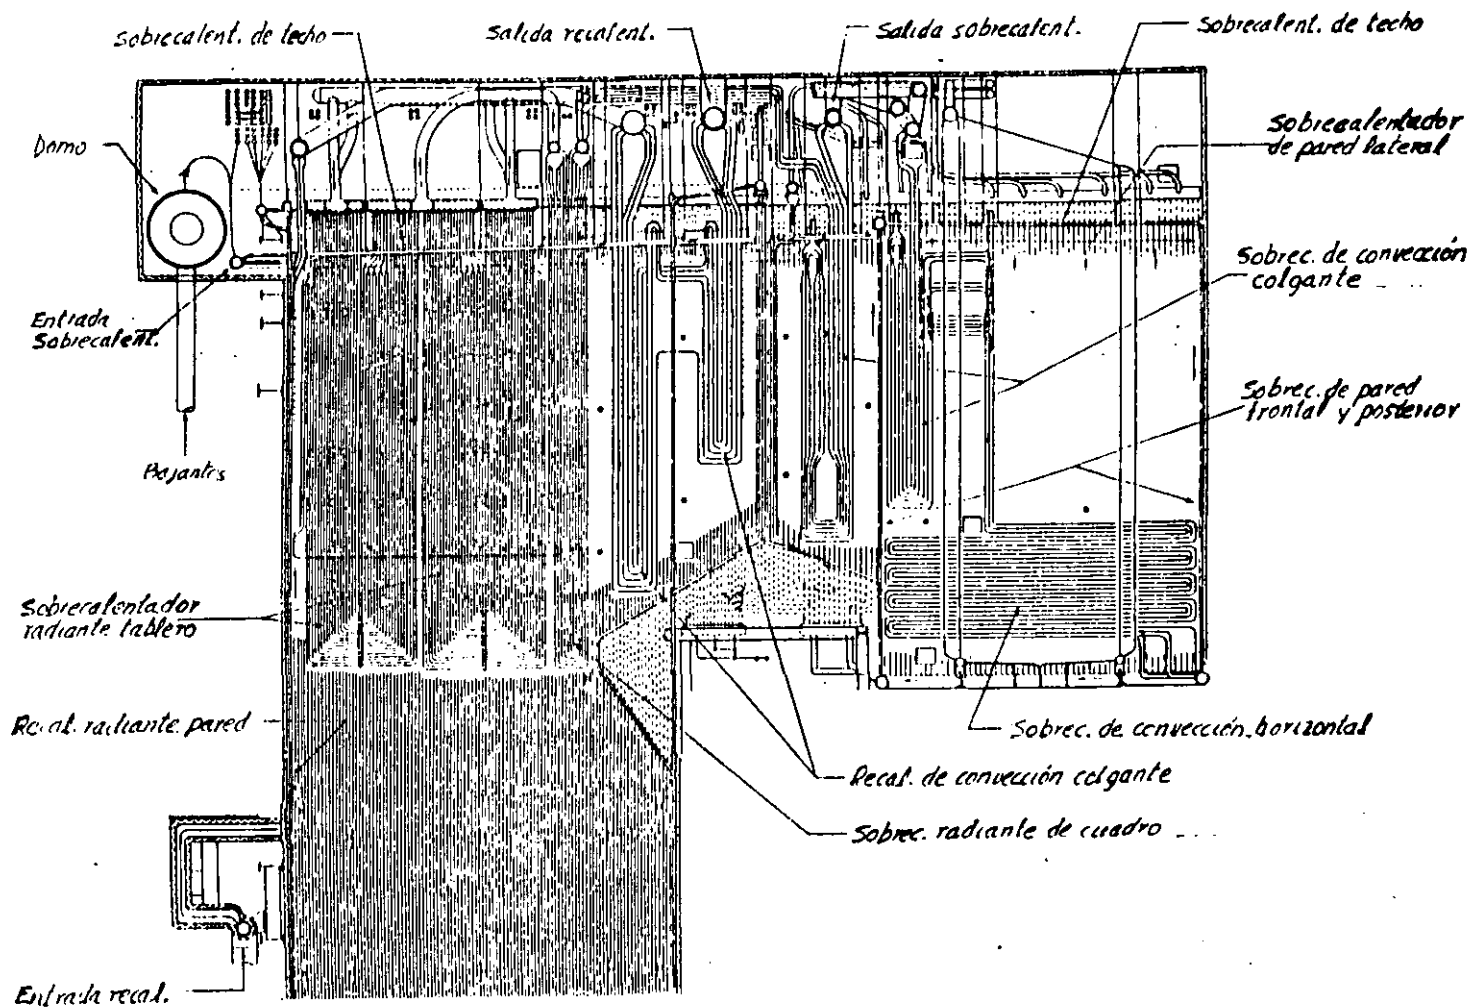 Sobrecalent. de techo
Salida recalent.
Salida sobrecalent.
Sobrecalent. de techo
Domo
Sobrecalentador
de pared lateral
Sobrec. de convección
colgante
Entrada
Sobrecalent.
Sobrec. de pared
frontal y posterior
Bajantes
Sobrecalentador
radiante tablero
Recal. radiante pared
Sobrec. de convección horizontal
Recal. de convección colgante
Sobrec. radiante de cuadro
Entrada recal.